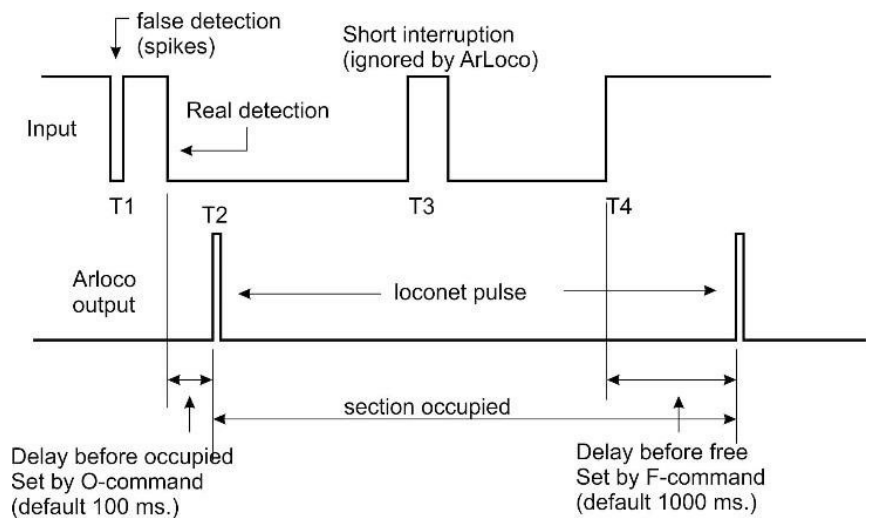 false detection
(spikes)
Short interruption
(ignored by ArLoco)
Real detection
Input
T1
T2
T3
T4
Arloco
output
loconet pulse
section occupied
Delay before occupied
Set by O-command
(default 100 ms.)
Delay before free
Set by F-command
(default 1000 ms.)